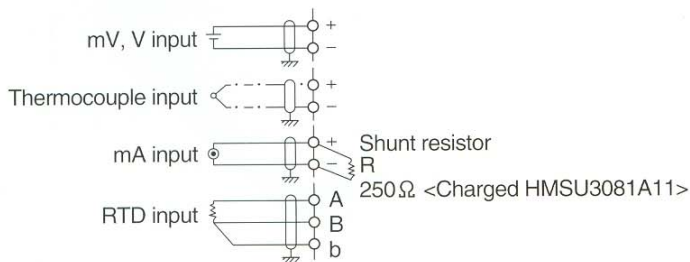 mV, V input
+
−
Thermocouple input
+
−
mA input
+
−
Shunt resistor
R
250Ω <Charged HMSU3081A11>
RTD input
A
B
b